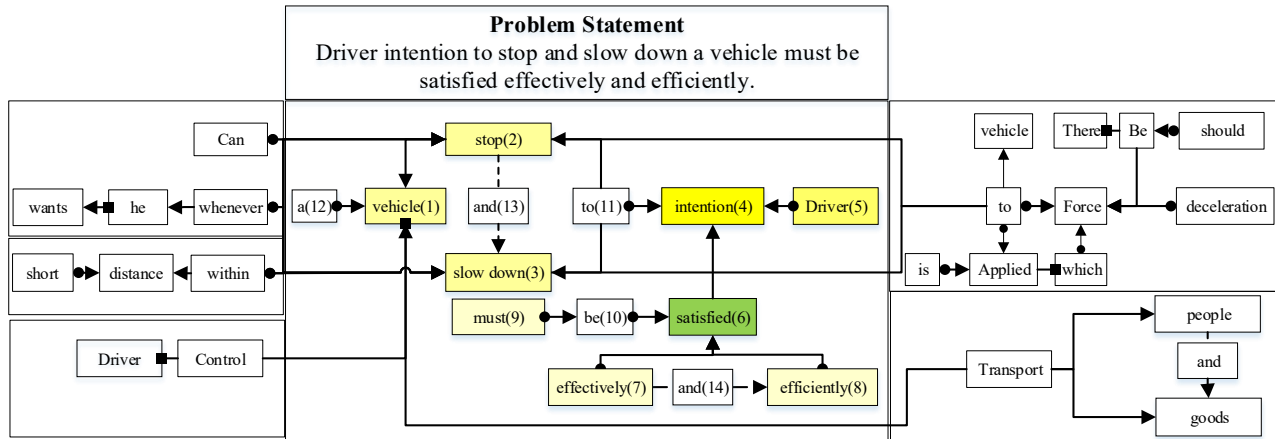 Problem Statement
Driver intention to stop and slow down a vehicle must be
satisfied effectively and efficiently.
Can
wants
he
whenever
short
distance
within
Driver
Control
stop(2)
a(12)
vehicle(1)
and(13)
to(11)
intention(4)
Driver(5)
slow down(3)
must(9)
be(10)
satisfied(6)
effectively(7)
and(14)
efficiently(8)
vehicle
There
Be
should
to
Force
deceleration
is
Applied
which
people
Transport
and
goods